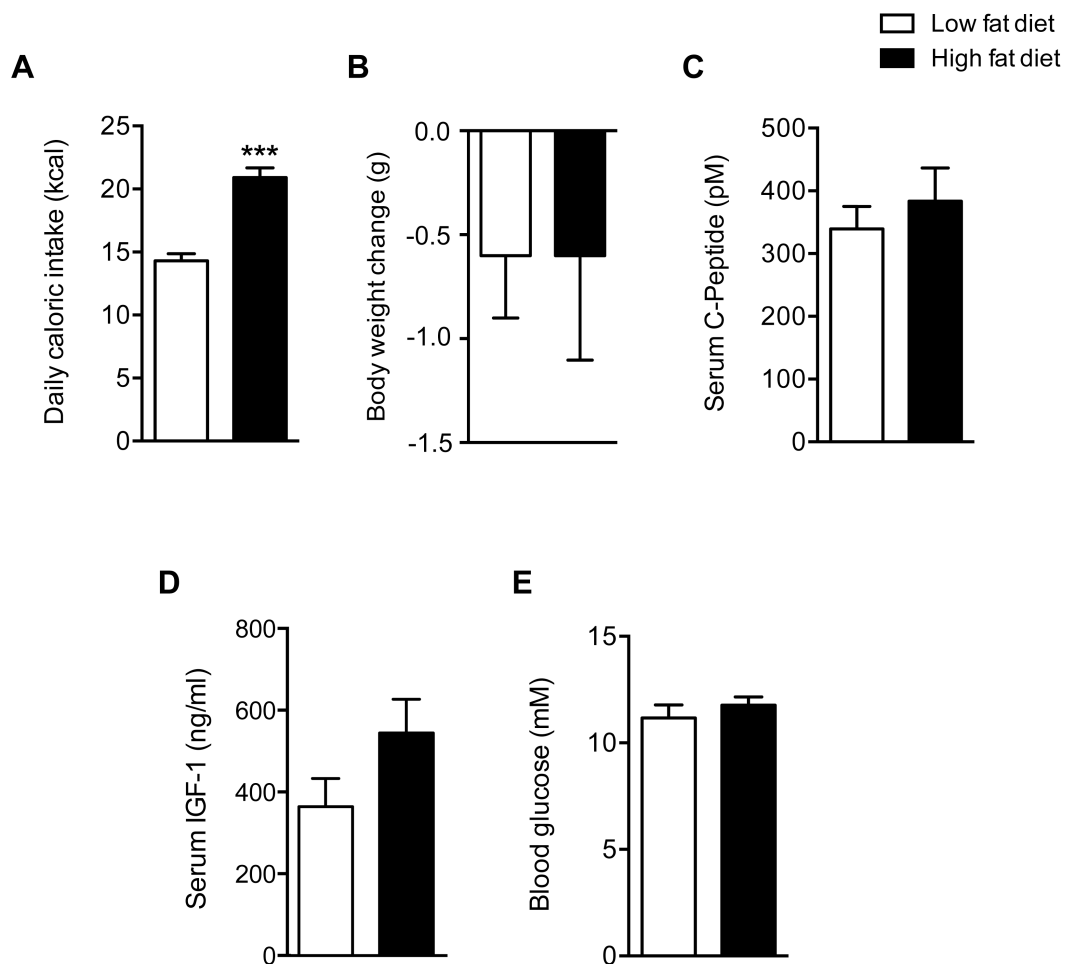 Low fat diet
High fat diet
A
Daily caloric intake (kcal)
25
20
15
10
5
0
***
B
Body weight change (g)
0.0
-0.5
-1.0
-1.5
C
Serum C-Peptide (pM)
500
400
300
200
100
0
D
Serum IGF-1 (ng/ml)
800
600
400
200
0
E
Blood glucose (mM)
15
10
5
0